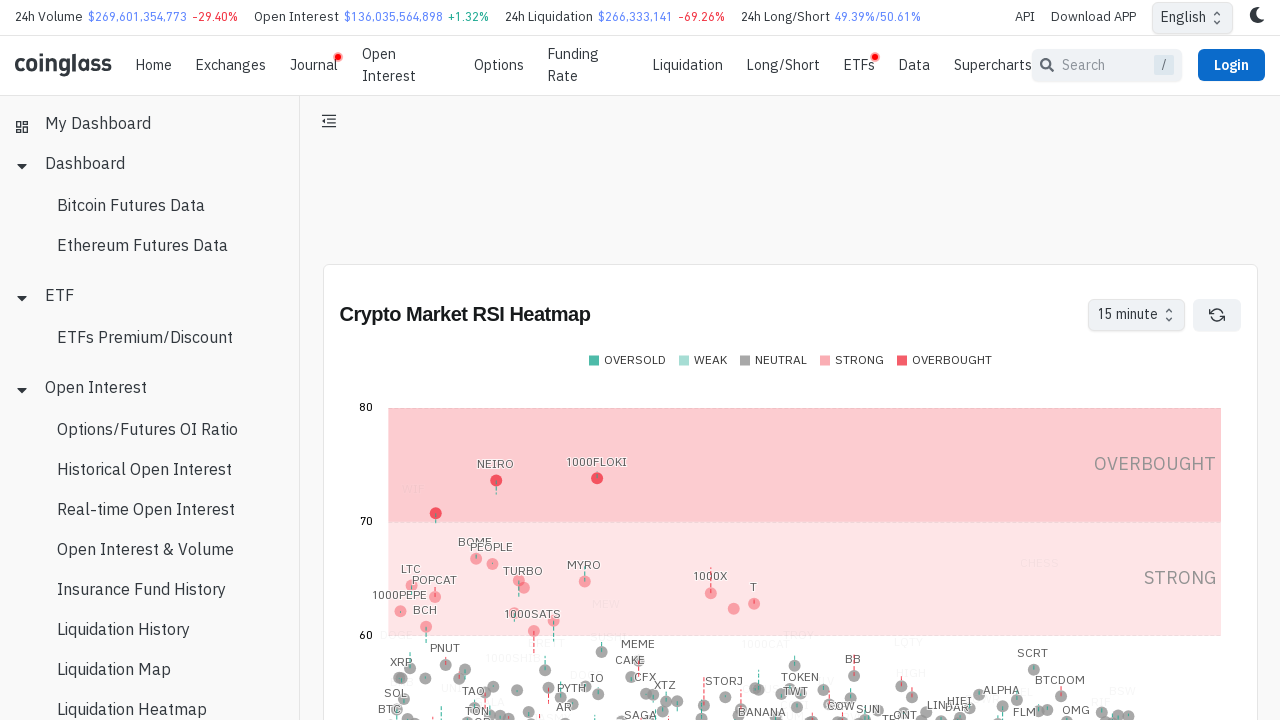 24h Volume $269,601,354,773 -29.40% Open Interest $136,035,564,898 +1.32% 24h Liquidation $266,333,141 -69.26% 24h Long/Short 49.39%/50.61% API Download APP English
coinglass Home Exchanges Journal Open Interest Options Funding Rate Liquidation Long/Short ETFs Data Supercharts Search / Login
My Dashboard
Dashboard
Bitcoin Futures Data
Ethereum Futures Data
ETF
ETFs Premium/Discount
Open Interest
Options/Futures OI Ratio
Historical Open Interest
Real-time Open Interest
Open Interest & Volume
Insurance Fund History
Liquidation History
Liquidation Map
Liquidation Heatmap
Crypto Market RSI Heatmap
15 minute
OVERSOLD WEAK NEUTRAL STRONG OVERBOUGHT
80
NEIRO 1000FLOKI OVERBOUGHT
70
BOME
PEOPLE
CHESS
LTC TURBO MYRO
POPCAT 1000X T STRONG
1000PEPE MEW
BCH 1000SATS
60
PNUT MEME 1000CAT SCRT
XRP CAKE BB
CFX TOKEN BTCDOM
SOL TAO PYTH IO XTZ STORJ TWT ALPHA
BTC TON AR SAGA BANANA COW SUN HIFI
FLM OMG